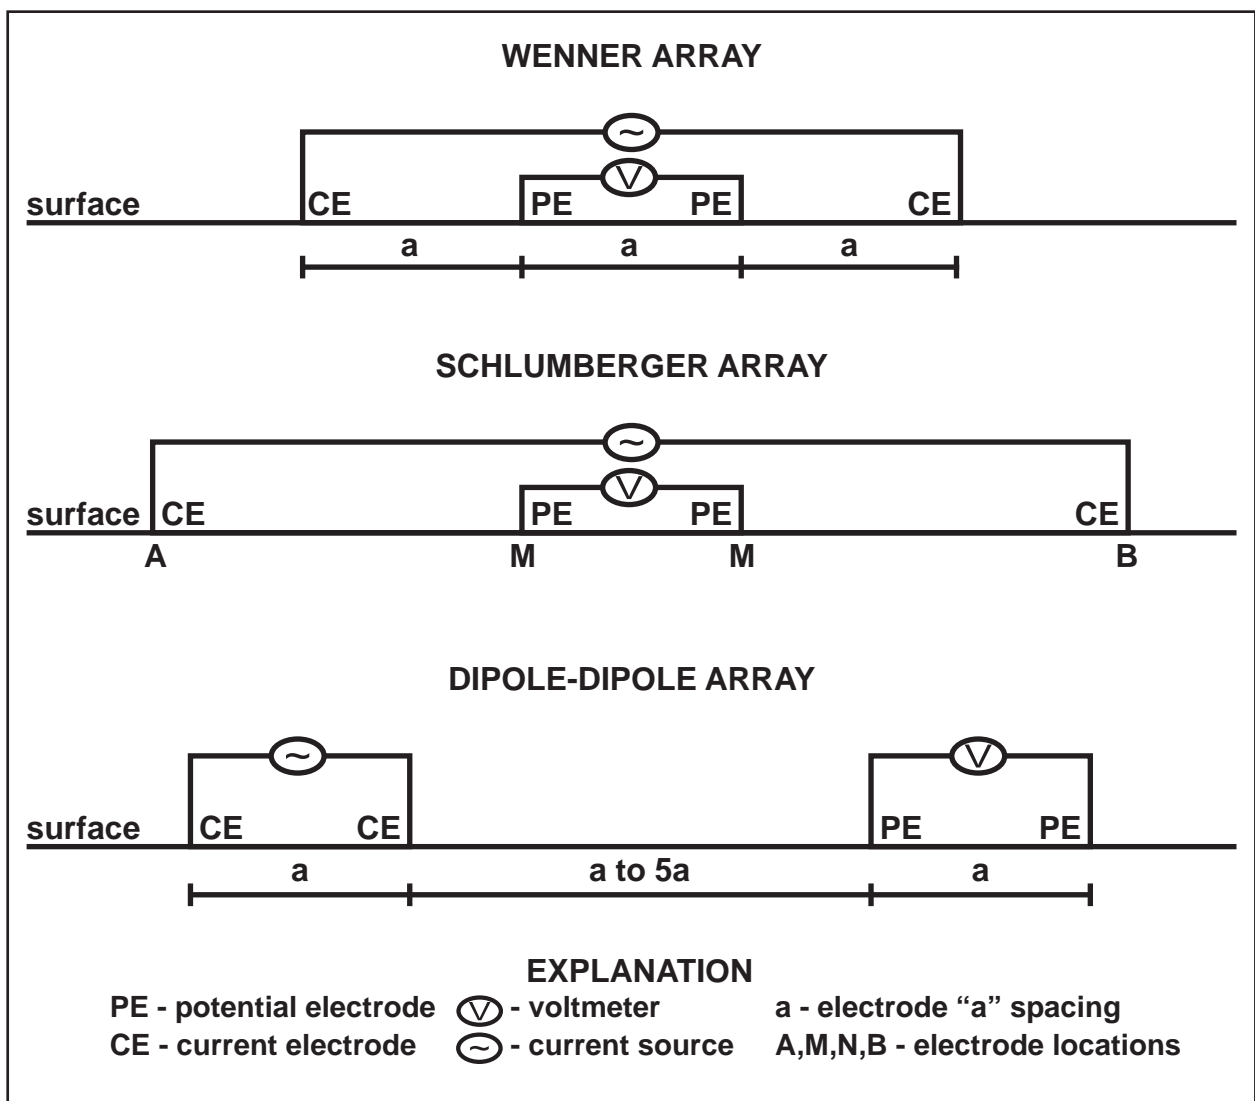 WENNER ARRAY
~
V
surface CE PE PE CE
a a a
SCHLUMBERGER ARRAY
~
V
surface CE PE PE CE
A M M B
DIPOLE-DIPOLE ARRAY
~ V
surface CE CE PE PE
a a to 5a a
EXPLANATION
PE - potential electrode V - voltmeter a - electrode “a” spacing
CE - current electrode ~ - current source A,M,N,B - electrode locations